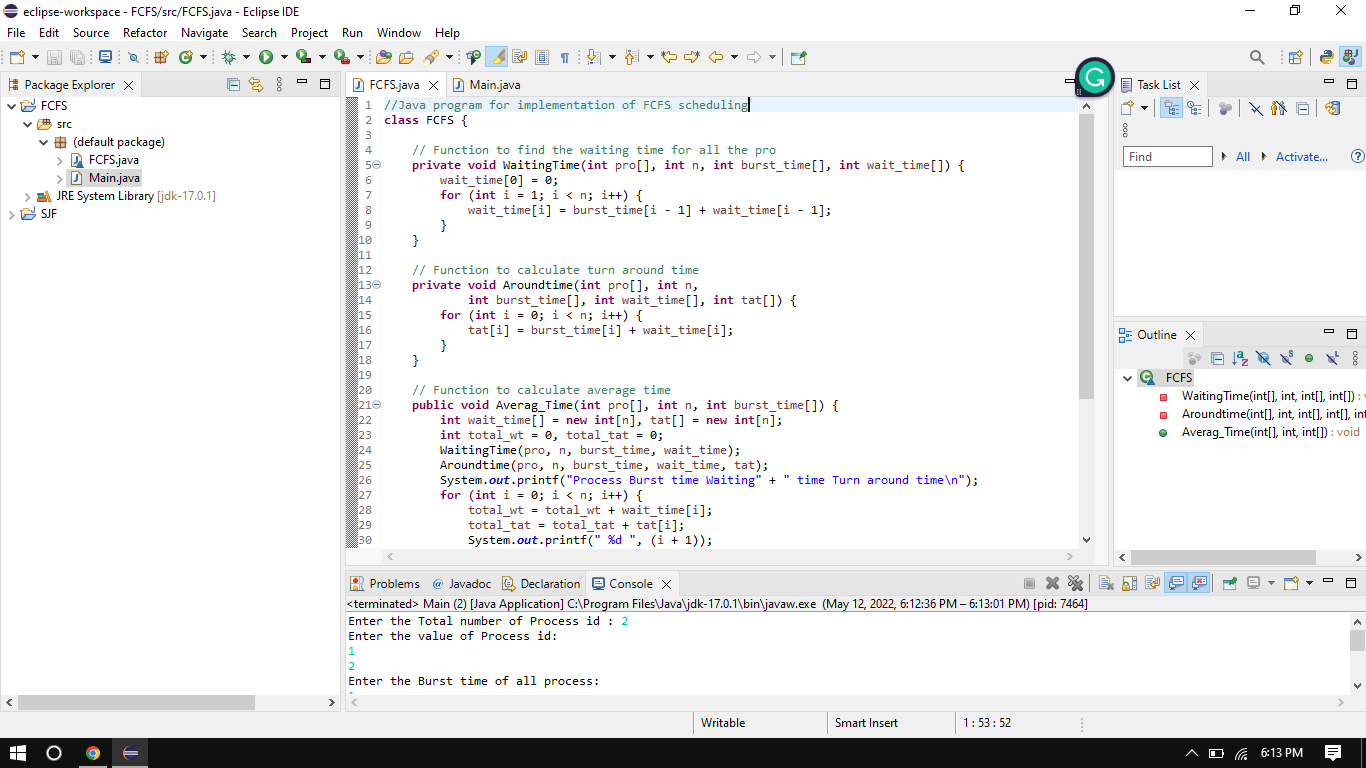 eclipse-workspace - FCFS/src/FCFS.java - Eclipse IDE
File Edit Source Refactor Navigate Search Project Run Window Help
Package Explorer
FCFS
src
(default package)
FCFS.java
Main.java
JRE System Library [jdk-17.0.1]
SJF
FCFS.java Main.java
1 //Java program for implementation of FCFS scheduling
2 class FCFS {
3
4 // Function to find the waiting time for all the pro
5 private void WaitingTime(int pro[], int n, int burst_time[], int wait_time[]) {
6 wait_time[0] = 0;
7 for (int i = 1; i < n; i++) {
8 wait_time[i] = burst_time[i - 1] + wait_time[i - 1];
9 }
10 }
11
12 // Function to calculate turn around time
13 private void Aroundtime(int pro[], int n,
14 int burst_time[], int wait_time[], int tat[]) {
15 for (int i = 0; i < n; i++) {
16 tat[i] = burst_time[i] + wait_time[i];
17 }
18 }
19
20 // Function to calculate average time
21 public void Averag_Time(int pro[], int n, int burst_time[]) {
22 int wait_time[] = new int[n], tat[] = new int[n];
23 int total_wt = 0, total_tat = 0;
24 WaitingTime(pro, n, burst_time, wait_time);
25 Aroundtime(pro, n, burst_time, wait_time, tat);
26 System.out.printf("Process Burst time Waiting" + " time Turn around time\n");
27 for (int i = 0; i < n; i++) {
28 total_wt = total_wt + wait_time[i];
29 total_tat = total_tat + tat[i];
30 System.out.printf(" %d ", (i + 1));
Task List
Find All Activate...
Outline
FCFS
WaitingTime(int[], int, int[], int[]) :
Aroundtime(int[], int, int[], int[], int
Averag_Time(int[], int, int[]) : void
Problems @ Javadoc Declaration Console
<terminated> Main (2) [Java Application] C:\Program Files\Java\jdk-17.0.1\bin\javaw.exe (May 12, 2022, 6:12:36 PM – 6:13:01 PM) [pid: 7464]
Enter the Total number of Process id : 2
Enter the value of Process id:
1
2
Enter the Burst time of all process:
Writable Smart Insert 1 : 53 : 52
6:13 PM